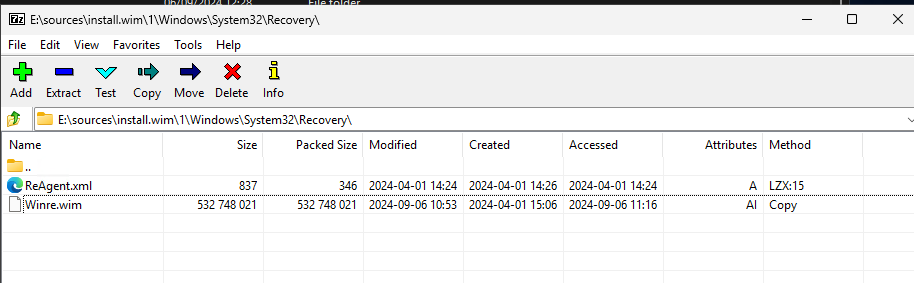 06/09/2024 12:28 File folder
7z E:\sources\install.wim\1\Windows\System32\Recovery\
File Edit View Favorites Tools Help
Add Extract Test Copy Move Delete Info
E:\sources\install.wim\1\Windows\System32\Recovery\
Name Size Packed Size Modified Created Accessed Attributes Method
..
ReAgent.xml 837 346 2024-04-01 14:24 2024-04-01 14:26 2024-04-01 14:24 A LZX:15
Winre.wim 532 748 021 532 748 021 2024-09-06 10:53 2024-04-01 15:06 2024-09-06 11:16 AI Copy